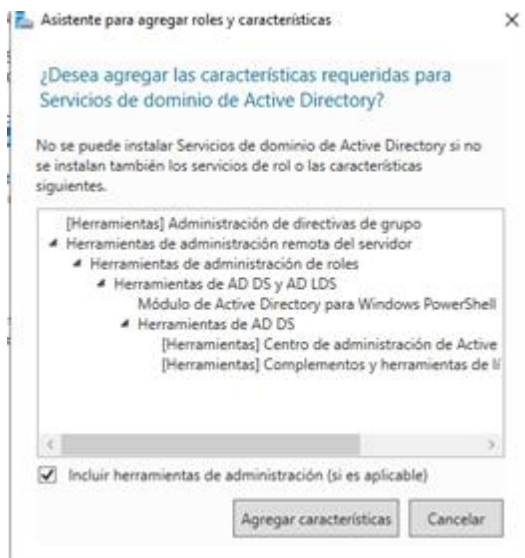 Asistente para agregar roles y características
¿Desea agregar las características requeridas para
Servicios de dominio de Active Directory?
No se puede instalar Servicios de dominio de Active Directory si no
se instalan también los servicios de rol o las características
siguientes.
[Herramientas] Administración de directivas de grupo
Herramientas de administración remota del servidor
Herramientas de administración de roles
Herramientas de AD DS y AD LDS
Módulo de Active Directory para Windows PowerShell
Herramientas de AD DS
[Herramientas] Centro de administración de Active
[Herramientas] Complementos y herramientas de lí
Incluir herramientas de administración (si es aplicable)
Agregar características
Cancelar